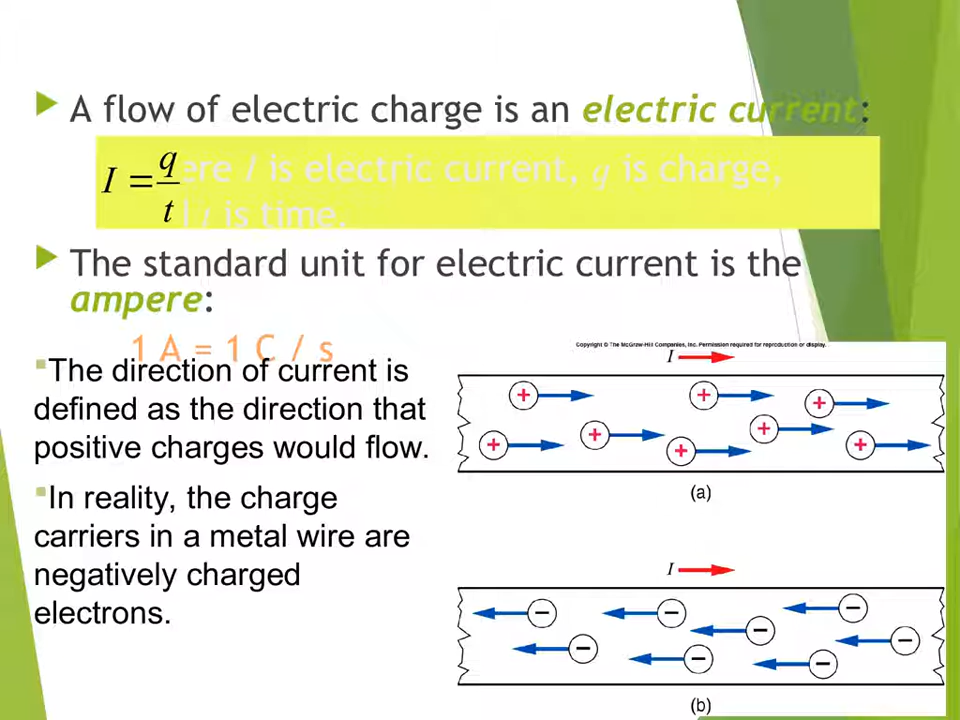 A flow of electric charge is an electric current:
I = q/t
ere I is electric current, q is charge,
t is time.
The standard unit for electric current is the
ampere:
1 A = 1 C / s
The direction of current is
defined as the direction that
positive charges would flow.
In reality, the charge
carriers in a metal wire are
negatively charged
electrons.
Copyright © The McGraw-Hill Companies, Inc. Permission required for reproduction or display.
I
+ + +
+ + + + +
(a)
I
− − − −
− − − −
(b)